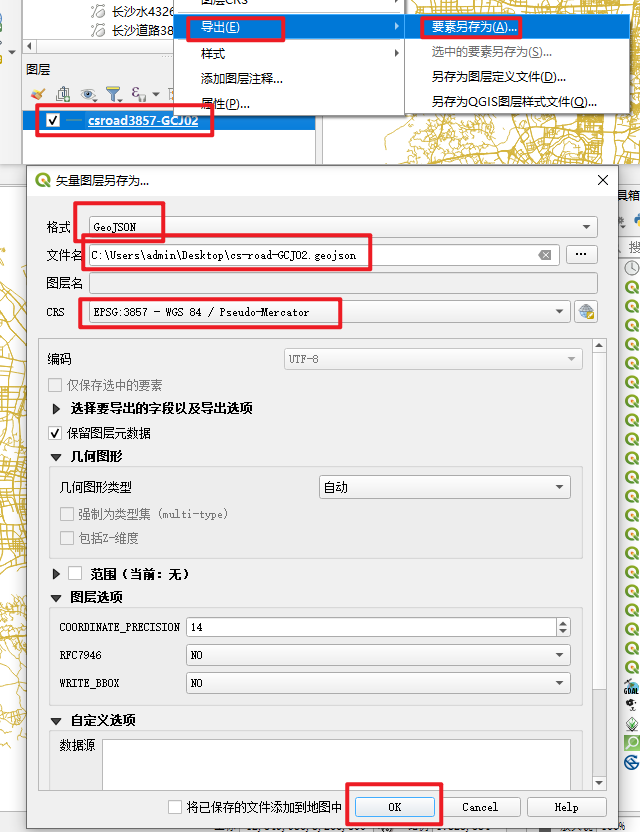 长沙水4326
长沙道路38
图层CRS
导出(E)
样式
添加图层注释...
属性(P)...
要素另存为(A)...
选中的要素另存为(S)...
另存为图层定义文件(D)...
另存为QGIS图层样式文件(Q)...
图层
csroad3857-GCJ02
矢量图层另存为...
格式 GeoJSON
文件名 C:\Users\admin\Desktop\cs-road-GCJ02.geojson
图层名
CRS EPSG:3857 - WGS 84 / Pseudo-Mercator
编码 UTF-8
仅保存选中的要素
选择要导出的字段以及导出选项
保留图层元数据
几何图形
几何图形类型 自动
强制为类型集 (multi-type)
包括Z-维度
范围（当前：无）
图层选项
COORDINATE_PRECISION 14
RFC7946 NO
WRITE_BBOX NO
自定义选项
数据源
将已保存的文件添加到地图中
OK
Cancel
Help
具箱
搜
GDAL